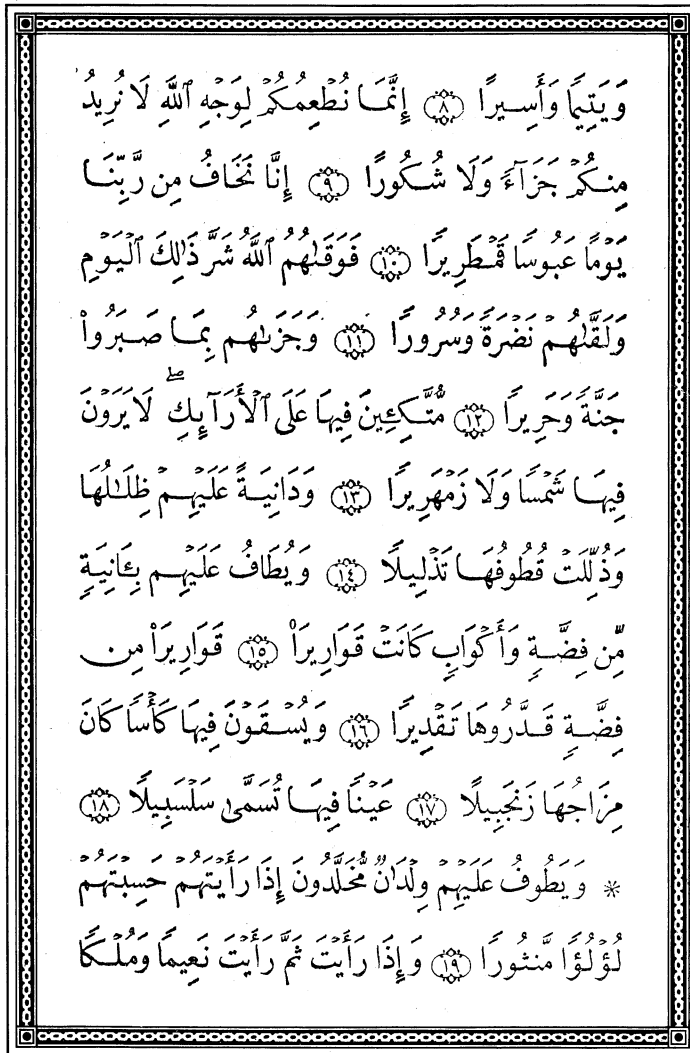 وَيَتِيمًا وَأَسِيرًا ٨ إِنَّمَا نُطْعِمُكُمْ لِوَجْهِ ٱللَّهِ لَا نُرِيدُ
مِنكُمْ جَزَآءً وَلَا شُكُورًا ٩ إِنَّا نَخَافُ مِن رَّبِّنَا
يَوْمًا عَبُوسًا قَمْطَرِيرًا ١٠ فَوَقَىٰهُمُ ٱللَّهُ شَرَّ ذَٰلِكَ ٱلْيَوْمِ
وَلَقَّىٰهُمْ نَضْرَةً وَسُرُورًا ١١ وَجَزَىٰهُم بِمَا صَبَرُوا۟
جَنَّةً وَحَرِيرًا ١٢ مُّتَّكِـِٔينَ فِيهَا عَلَى ٱلْأَرَآئِكِ ۖ لَا يَرَوْنَ
فِيهَا شَمْسًا وَلَا زَمْهَرِيرًا ١٣ وَدَانِيَةً عَلَيْهِمْ ظِلَٰلُهَا
وَذُلِّلَتْ قُطُوفُهَا تَذْلِيلًا ١٤ وَيُطَافُ عَلَيْهِم بِـَٔانِيَةٍ
مِّن فِضَّةٍ وَأَكْوَابٍ كَانَتْ قَوَارِيرَا۠ ١٥ قَوَارِيرَا۟ مِن
فِضَّةٍ قَدَّرُوهَا تَقْدِيرًا ١٦ وَيُسْقَوْنَ فِيهَا كَأْسًا كَانَ
مِزَاجُهَا زَنجَبِيلًا ١٧ عَيْنًا فِيهَا تُسَمَّىٰ سَلْسَبِيلًا ١٨
* وَيَطُوفُ عَلَيْهِمْ وِلْدَٰنٌ مُّخَلَّدُونَ إِذَا رَأَيْتَهُمْ حَسِبْتَهُمْ
لُؤْلُؤًا مَّنثُورًا ١٩ وَإِذَا رَأَيْتَ ثَمَّ رَأَيْتَ نَعِيمًا وَمُلْكًا